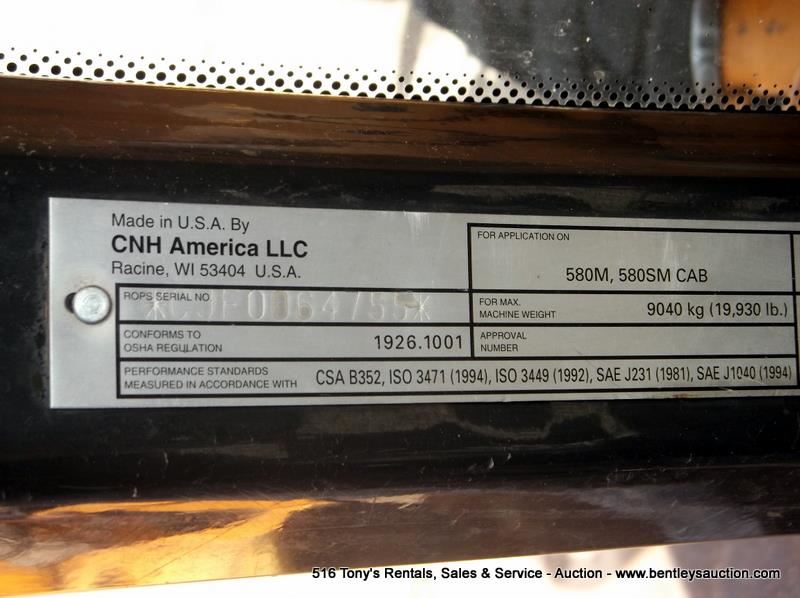 Made in U.S.A. By
CNH America LLC
Racine, WI 53404 U.S.A.
FOR APPLICATION ON
580M, 580SM CAB
ROPS SERIAL NO.
FOR MAX.
MACHINE WEIGHT
9040 kg (19,930 lb.)
CONFORMS TO
OSHA REGULATION
1926.1001
APPROVAL
NUMBER
PERFORMANCE STANDARDS
MEASURED IN ACCORDANCE WITH
CSA B352, ISO 3471 (1994), ISO 3449 (1992), SAE J231 (1981), SAE J1040 (1994)
516 Tony's Rentals, Sales & Service - Auction - www.bentleysauction.com